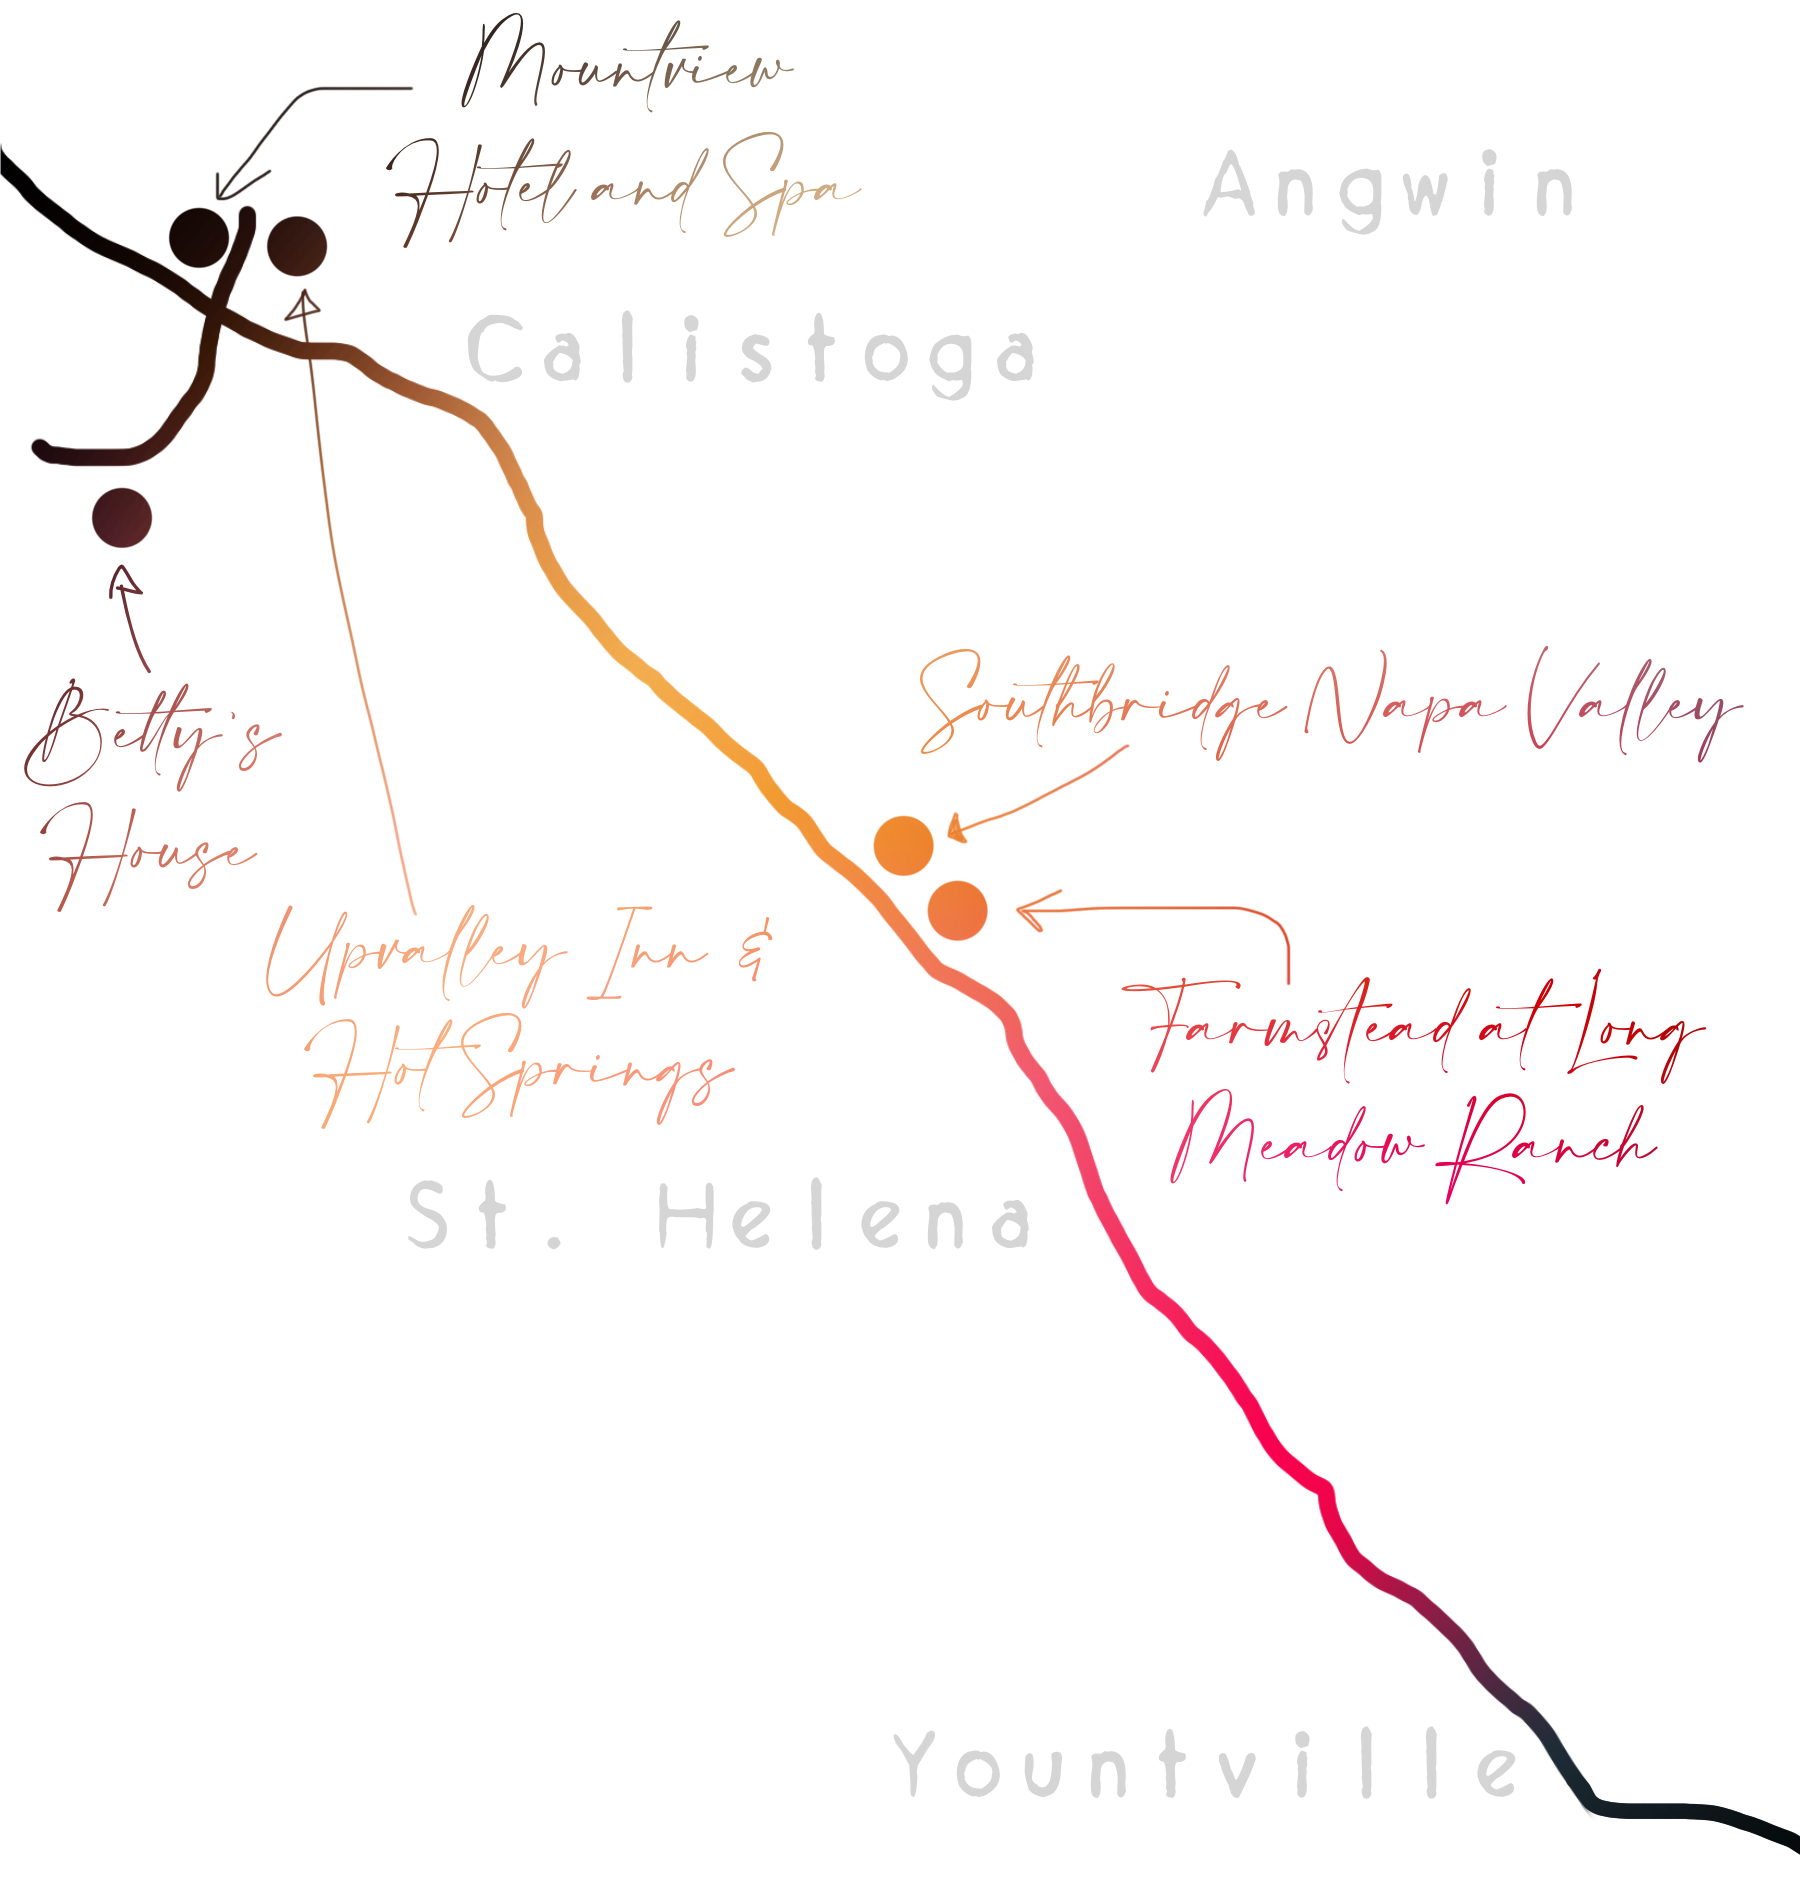 Mountview
Hotel and Spa
Angwin
Calistoga
Southbridge Napa Valley
Betty's
House
Upvalley Inn &
Hot Springs
Farmstead at Long
Meadow Ranch
St. Helena
Yountville